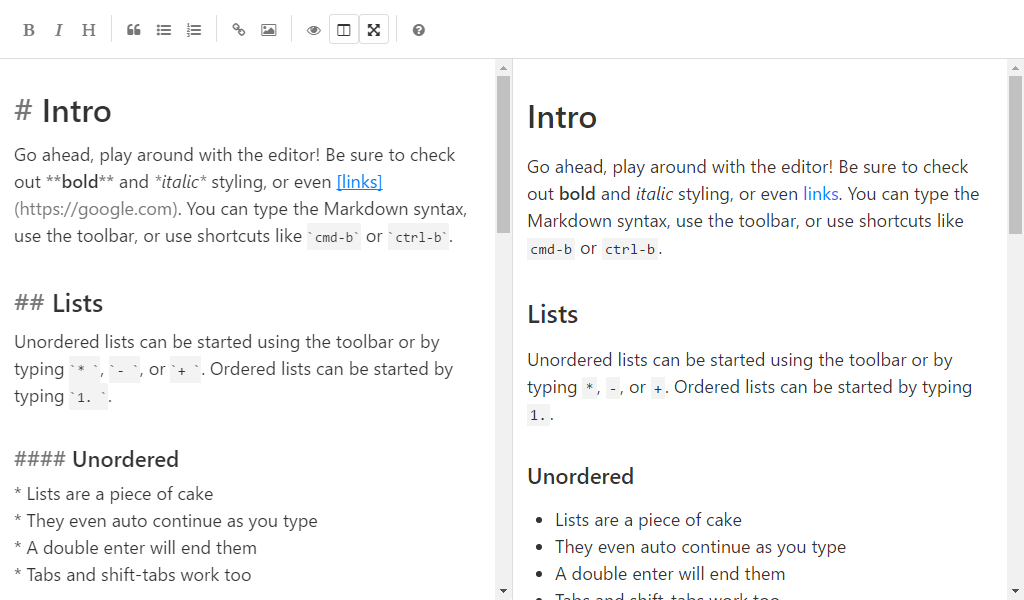 B I H
# Intro
Go ahead, play around with the editor! Be sure to check
out **bold** and *italic* styling, or even [links]
(https://google.com). You can type the Markdown syntax,
use the toolbar, or use shortcuts like `cmd-b` or `ctrl-b`.
## Lists
Unordered lists can be started using the toolbar or by
typing `* `, `- `, or `+ `. Ordered lists can be started by
typing `1. `.
#### Unordered
* Lists are a piece of cake
* They even auto continue as you type
* A double enter will end them
* Tabs and shift-tabs work too
Intro
Go ahead, play around with the editor! Be sure to check
out bold and italic styling, or even links. You can type the
Markdown syntax, use the toolbar, or use shortcuts like
cmd-b or ctrl-b.
Lists
Unordered lists can be started using the toolbar or by
typing *, -, or +. Ordered lists can be started by typing
1..
Unordered
• Lists are a piece of cake
• They even auto continue as you type
• A double enter will end them
• Tabs and shift-tabs work too